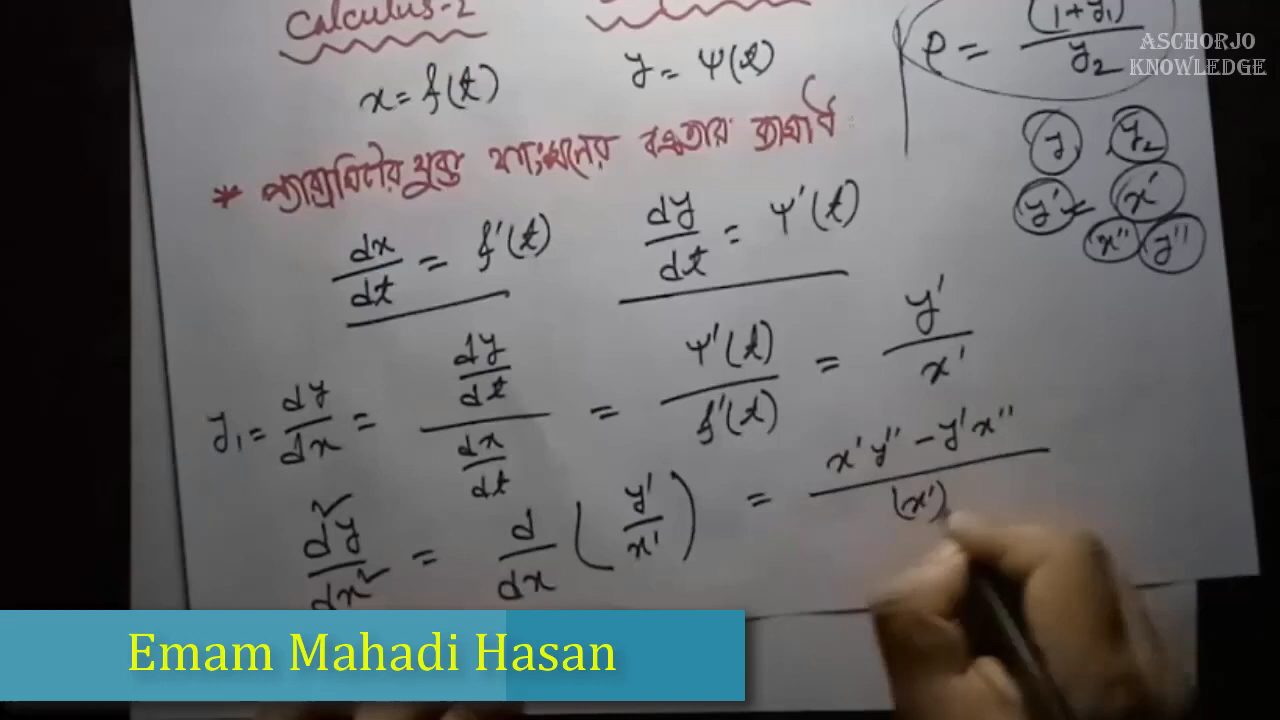 Calculus-2
x = f(t)    y = Ψ(t)
ρ = (1+y₁) / y₂
ASCHORJO
KNOWLEDGE
* প্যারামিটার যুক্ত ফাংশনের বক্রতার ব্যাসার্ধ :
y₁ y₂
y' = x'
x'' y''
dx/dt = f'(t)    dy/dt = Ψ'(t)
y₁ = dy/dx = (dy/dt) / (dx/dt) = Ψ'(t) / f'(t) = y' / x'
d²y/dx² = d/dx (y'/x') = (x'y'' - y'x'') / (x')
Emam Mahadi Hasan